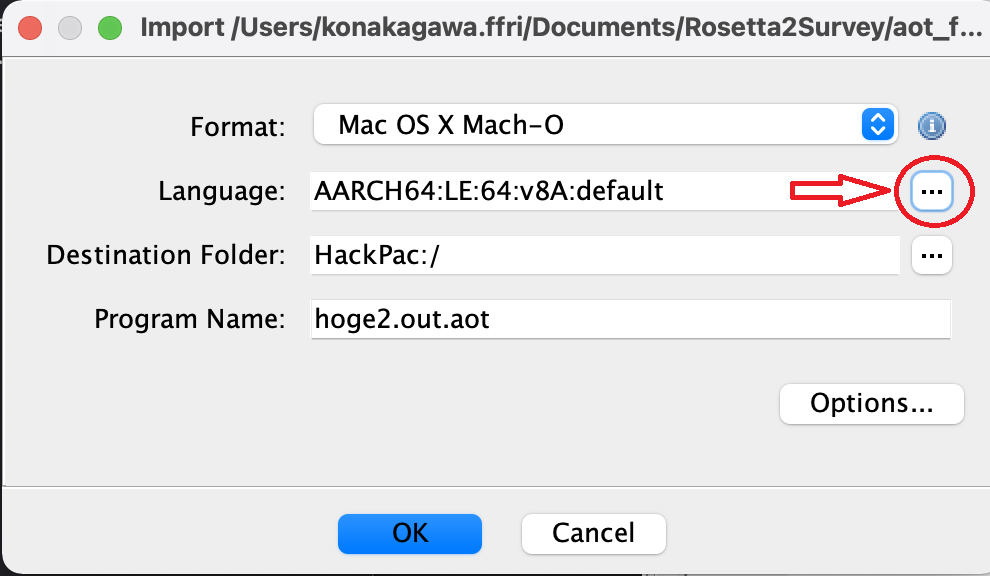 Import /Users/konakagawa.ffri/Documents/Rosetta2Survey/aot_f...
Format: Mac OS X Mach-O
Language: AARCH64:LE:64:v8A:default ...
Destination Folder: HackPac:/ ...
Program Name: hoge2.out.aot
Options...
OK Cancel